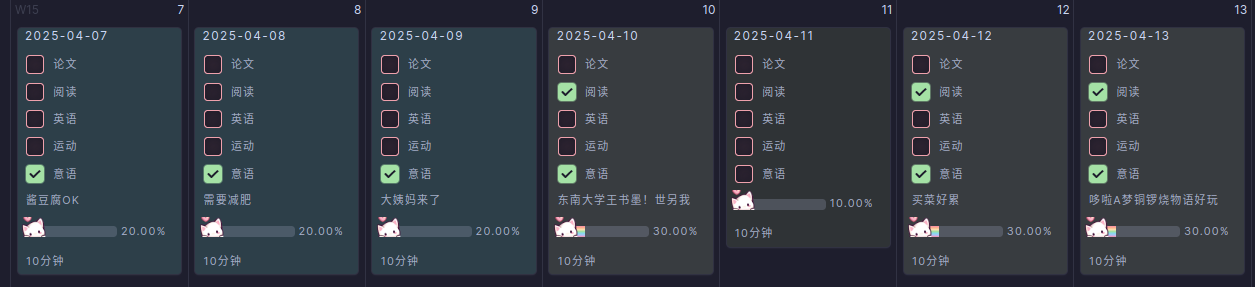 W15
7
2025-04-07
论文
阅读
英语
运动
意语
酱豆腐OK
20.00%
10分钟
8
2025-04-08
论文
阅读
英语
运动
意语
需要减肥
20.00%
10分钟
9
2025-04-09
论文
阅读
英语
运动
意语
大姨妈来了
20.00%
10分钟
10
2025-04-10
论文
阅读
英语
运动
意语
东南大学王书墨！世另我
30.00%
10分钟
11
2025-04-11
论文
阅读
英语
运动
意语
10.00%
10分钟
12
2025-04-12
论文
阅读
英语
运动
意语
买菜好累
30.00%
10分钟
13
2025-04-13
论文
阅读
英语
运动
意语
哆啦A梦铜锣烧物语好玩
30.00%
10分钟